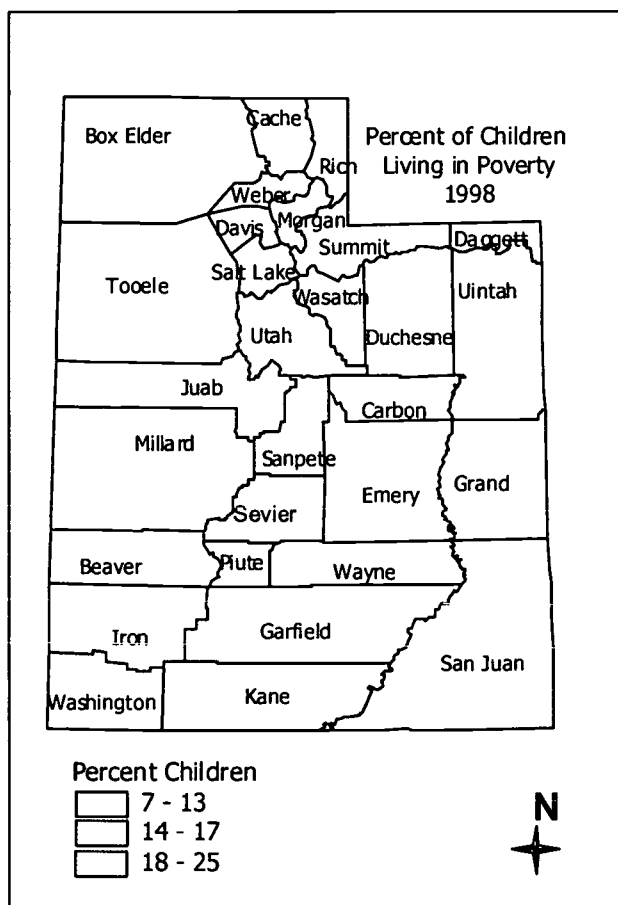 Percent of Children
Living in Poverty
1998
Cache
Box Elder
Rich
Weber
Morgan
Davis
Summit
Daggett
Salt Lake
Tooele
Wasatch
Uintah
Utah
Duchesne
Juab
Carbon
Millard
Sanpete
Emery
Grand
Sevier
Piute
Beaver
Wayne
Iron
Garfield
San Juan
Washington
Kane
Percent Children
7 - 13
14 - 17
18 - 25
N